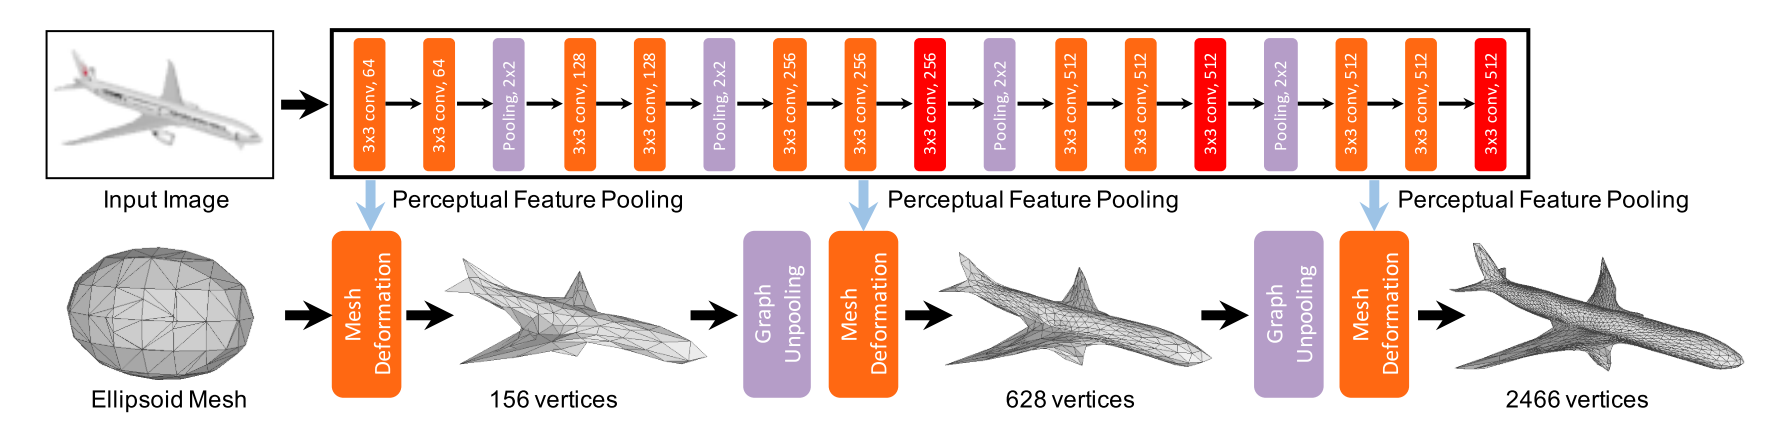 3x3 conv, 64
3x3 conv, 64
Pooling, 2x2
3x3 conv, 128
3x3 conv, 128
Pooling, 2x2
3x3 conv, 256
3x3 conv, 256
3x3 conv, 256
Pooling, 2x2
3x3 conv, 512
3x3 conv, 512
3x3 conv, 512
Pooling, 2x2
3x3 conv, 512
3x3 conv, 512
3x3 conv, 512
Input Image
Perceptual Feature Pooling
Perceptual Feature Pooling
Perceptual Feature Pooling
Mesh
Deformation
Graph
Unpooling
Mesh
Deformation
Graph
Unpooling
Mesh
Deformation
Ellipsoid Mesh
156 vertices
628 vertices
2466 vertices